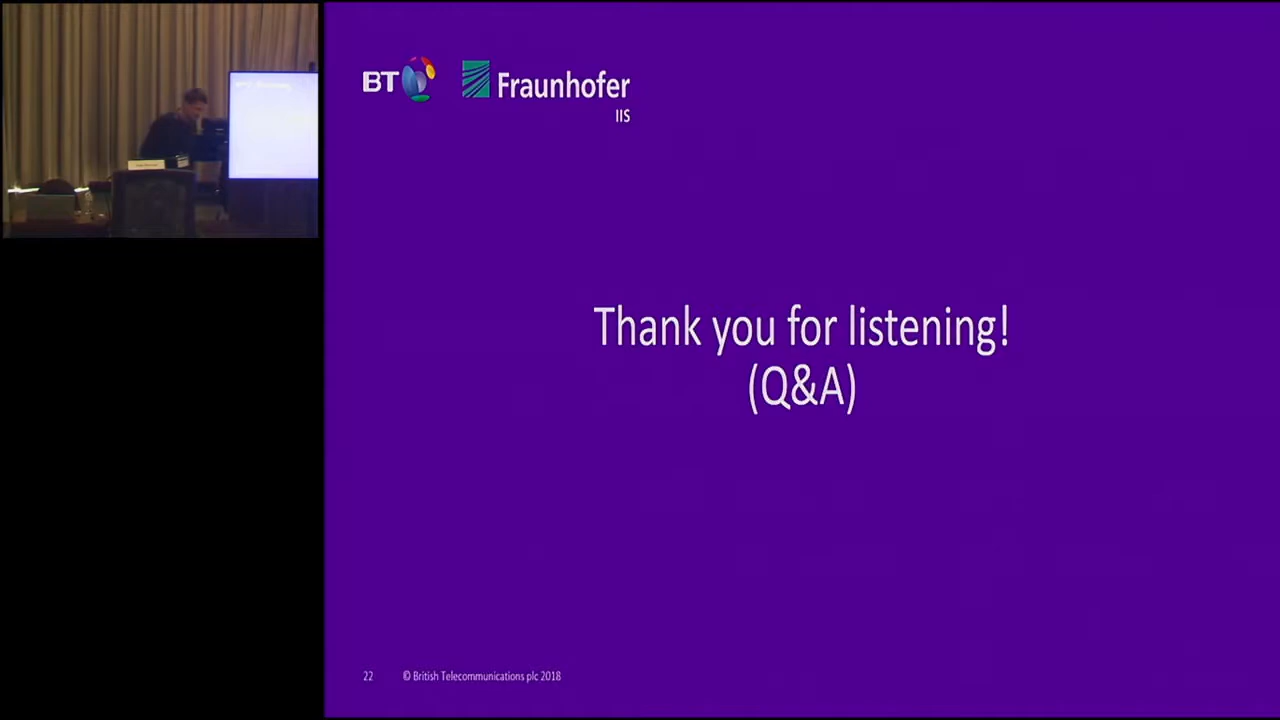 BT
Fraunhofer
IIS
Thank you for listening!
(Q&A)
22 © British Telecommunications plc 2018